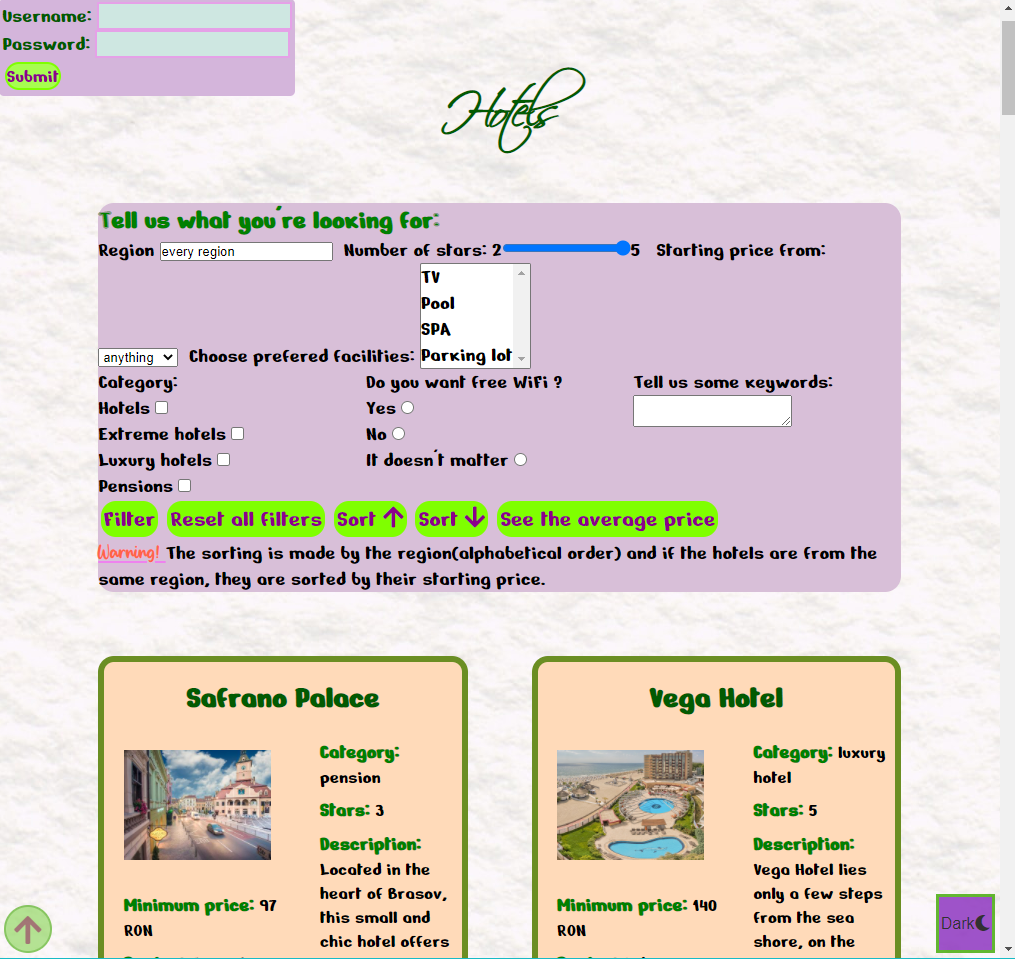 Username:
Password:
Submit
Hotels
Tell us what you're looking for:
Region every region Number of stars: 2 5 Starting price from:
TV
Pool
SPA
Parking lot
anything Choose prefered facilities:
Category: Do you want free WiFi ? Tell us some keywords:
Hotels Yes
Extreme hotels No
Luxury hotels It doesn't matter
Pensions
Filter Reset all filters Sort ↑ Sort ↓ See the average price
Warning! The sorting is made by the region(alphabetical order) and if the hotels are from the
same region, they are sorted by their starting price.
Safrano Palace
Category:
pension
Stars: 3
Description:
Located in the
heart of Brasov,
this small and
chic hotel offers
Minimum price: 97
RON
Vega Hotel
Category: luxury
hotel
Stars: 5
Description:
Vega Hotel lies
only a few steps
from the sea
shore, on the
Minimum price: 140
RON
Dark